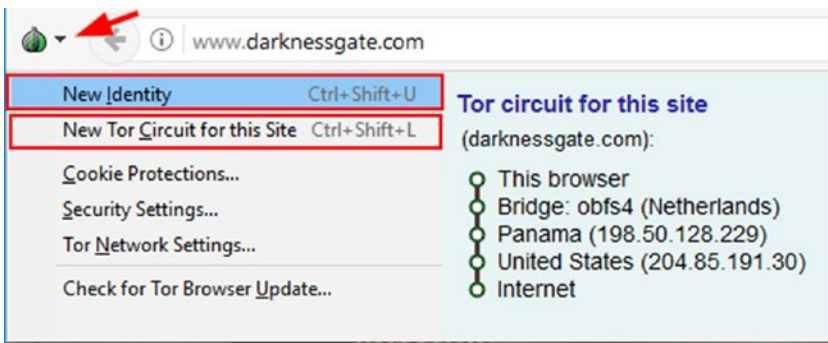 www.darknessgate.com
New Identity Ctrl+Shift+U
New Tor Circuit for this Site Ctrl+Shift+L
Cookie Protections...
Security Settings...
Tor Network Settings...
Check for Tor Browser Update...
Tor circuit for this site
(darknessgate.com):
This browser
Bridge: obfs4 (Netherlands)
Panama (198.50.128.229)
United States (204.85.191.30)
Internet